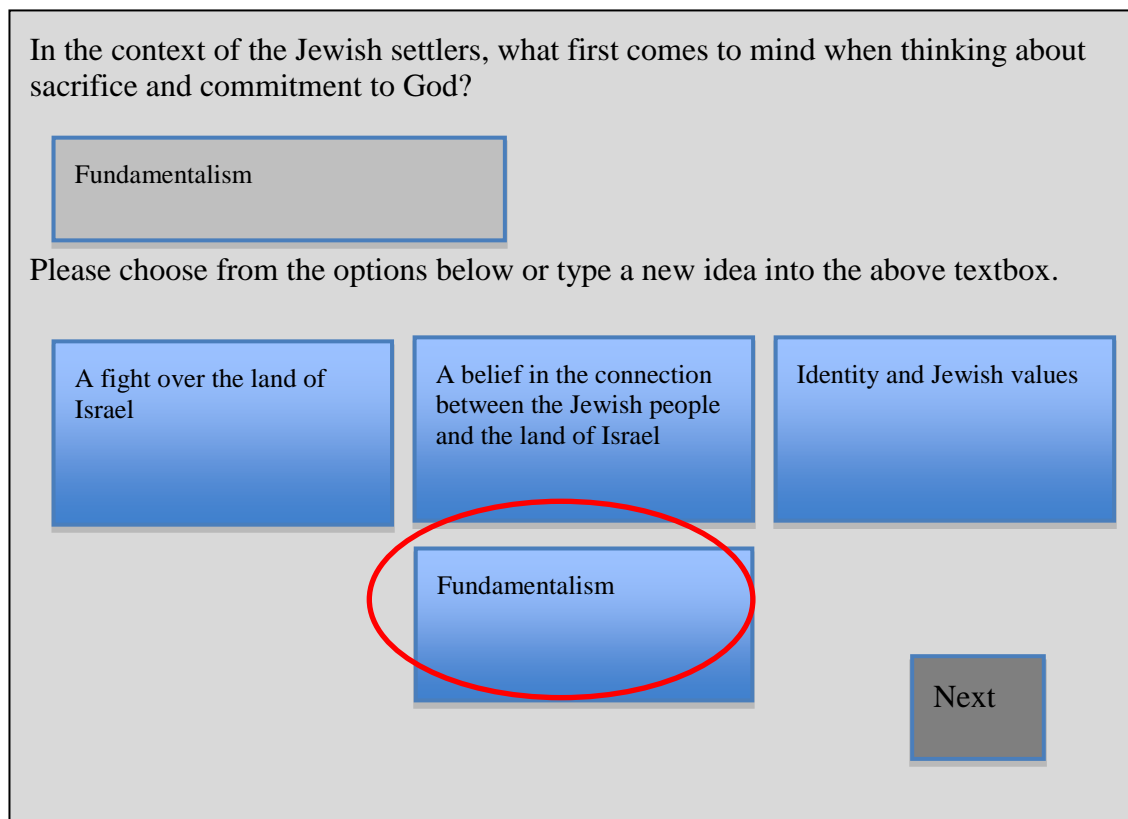 In the context of the Jewish settlers, what first comes to mind when thinking about
sacrifice and commitment to God?
Fundamentalism
Please choose from the options below or type a new idea into the above textbox.
A fight over the land of
Israel
A belief in the connection
between the Jewish people
and the land of Israel
Identity and Jewish values
Fundamentalism
Next